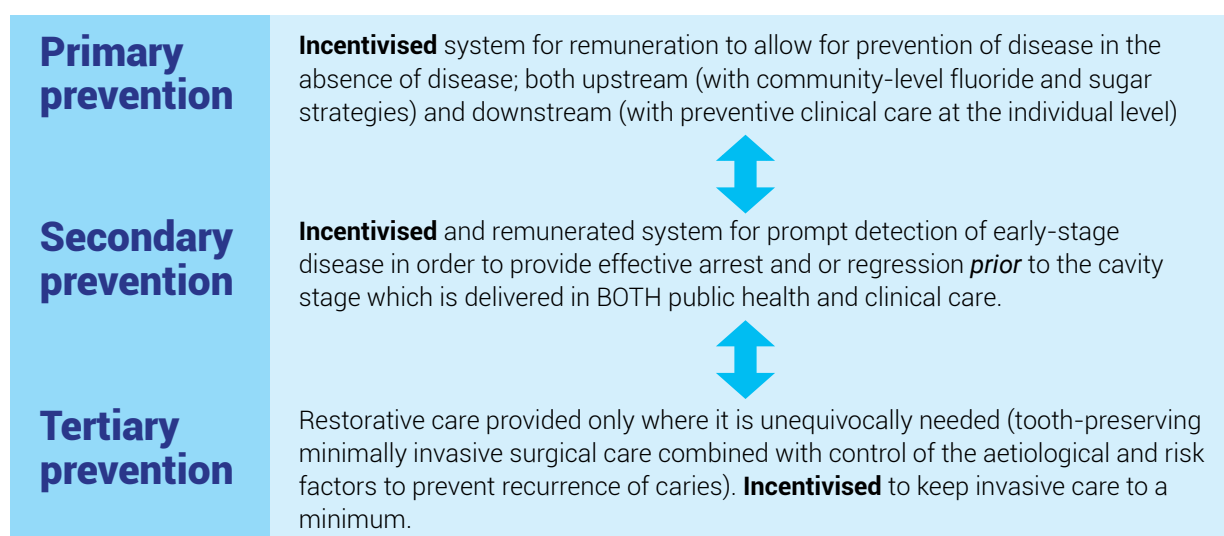 Primary
prevention
Incentivised system for remuneration to allow for prevention of disease in the
absence of disease; both upstream (with community-level fluoride and sugar
strategies) and downstream (with preventive clinical care at the individual level)
Secondary
prevention
Incentivised and remunerated system for prompt detection of early-stage
disease in order to provide effective arrest and or regression prior to the cavity
stage which is delivered in BOTH public health and clinical care.
Tertiary
prevention
Restorative care provided only where it is unequivocally needed (tooth-preserving
minimally invasive surgical care combined with control of the aetiological and risk
factors to prevent recurrence of caries). Incentivised to keep invasive care to a
minimum.